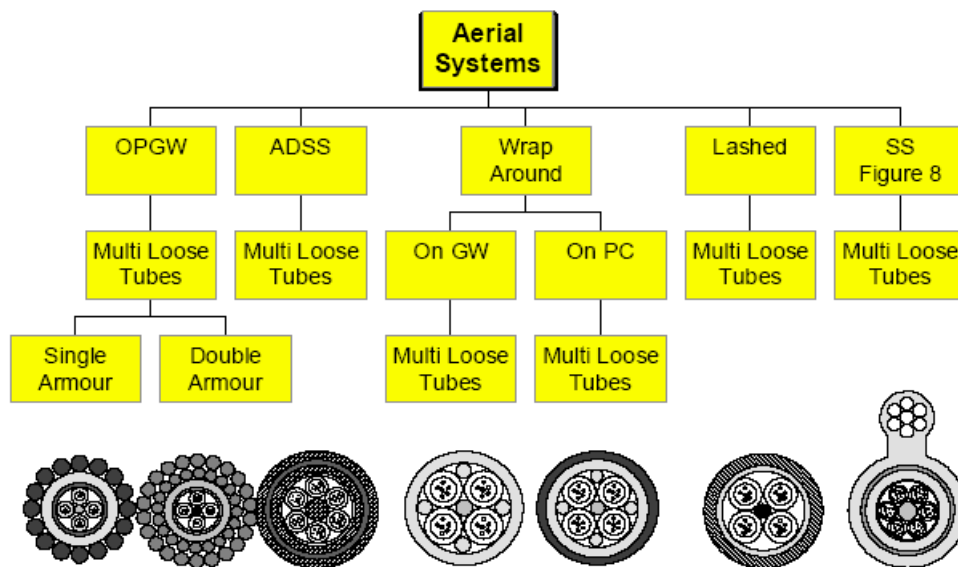 Aerial
Systems
OPGW
ADSS
Wrap
Around
Lashed
SS
Figure 8
Multi Loose
Tubes
Multi Loose
Tubes
On GW
On PC
Multi Loose
Tubes
Multi Loose
Tubes
Single
Armour
Double
Armour
Multi Loose
Tubes
Multi Loose
Tubes